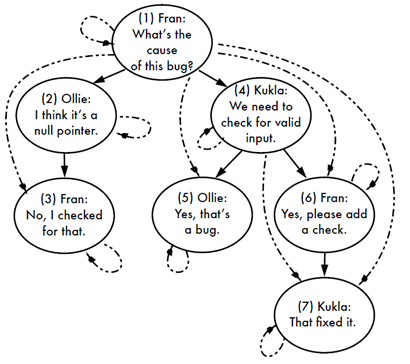 (1) Fran:
What's the
cause
of this bug?
(2) Ollie:
I think it's a
null pointer.
(3) Fran:
No, I checked
for that.
(4) Kukla:
We need to
check for valid
input.
(5) Ollie:
Yes, that's
a bug.
(6) Fran:
Yes, please add
a check.
(7) Kukla:
That fixed it.